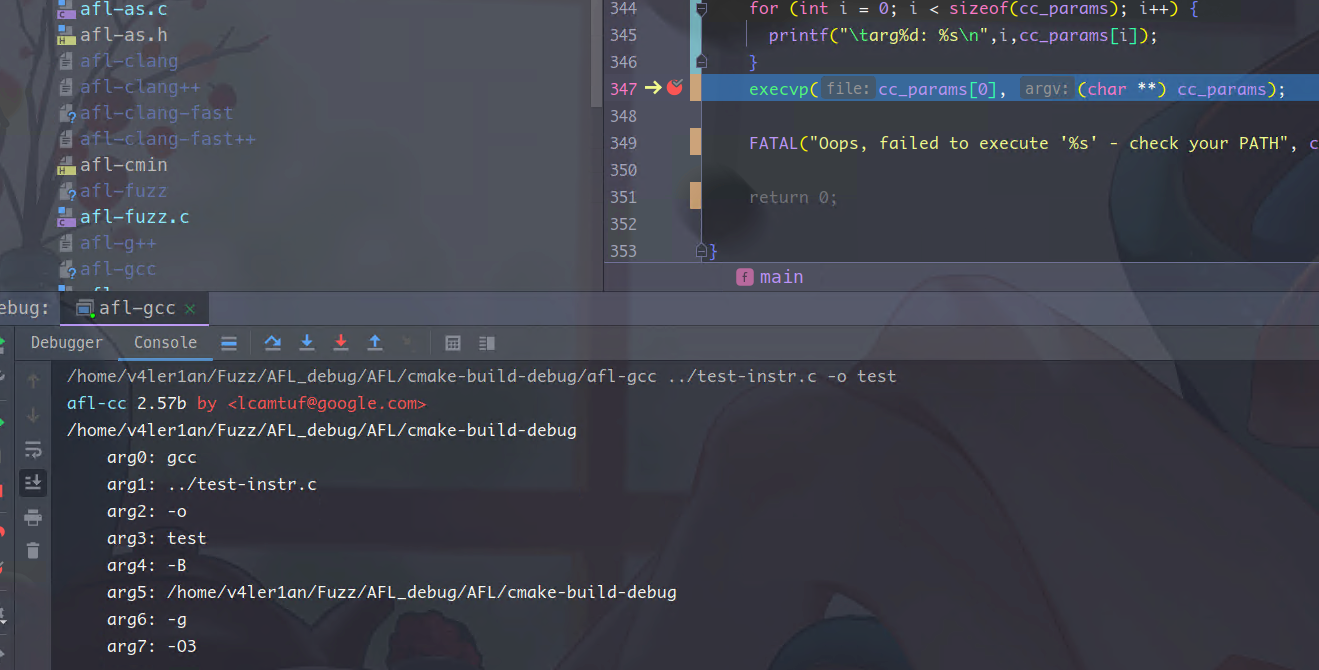 afl-as.c
afl-as.h
afl-clang
afl-clang++
afl-clang-fast
afl-clang-fast++
afl-cmin
afl-fuzz
afl-fuzz.c
afl-g++
afl-gcc
344 for (int i = 0; i < sizeof(cc_params); i++) {
345 printf("\targ%d: %s\n",i,cc_params[i]);
346 }
347 execvp( file: cc_params[0], argv: (char **) cc_params);
348
349 FATAL("Oops, failed to execute '%s' - check your PATH", c
350
351 return 0;
352
353 }
f main
ebug: afl-gcc ×
Debugger Console
/home/v4ler1an/Fuzz/AFL_debug/AFL/cmake-build-debug/afl-gcc ../test-instr.c -o test
afl-cc 2.57b by <lcamtuf@google.com>
/home/v4ler1an/Fuzz/AFL_debug/AFL/cmake-build-debug
arg0: gcc
arg1: ../test-instr.c
arg2: -o
arg3: test
arg4: -B
arg5: /home/v4ler1an/Fuzz/AFL_debug/AFL/cmake-build-debug
arg6: -g
arg7: -O3